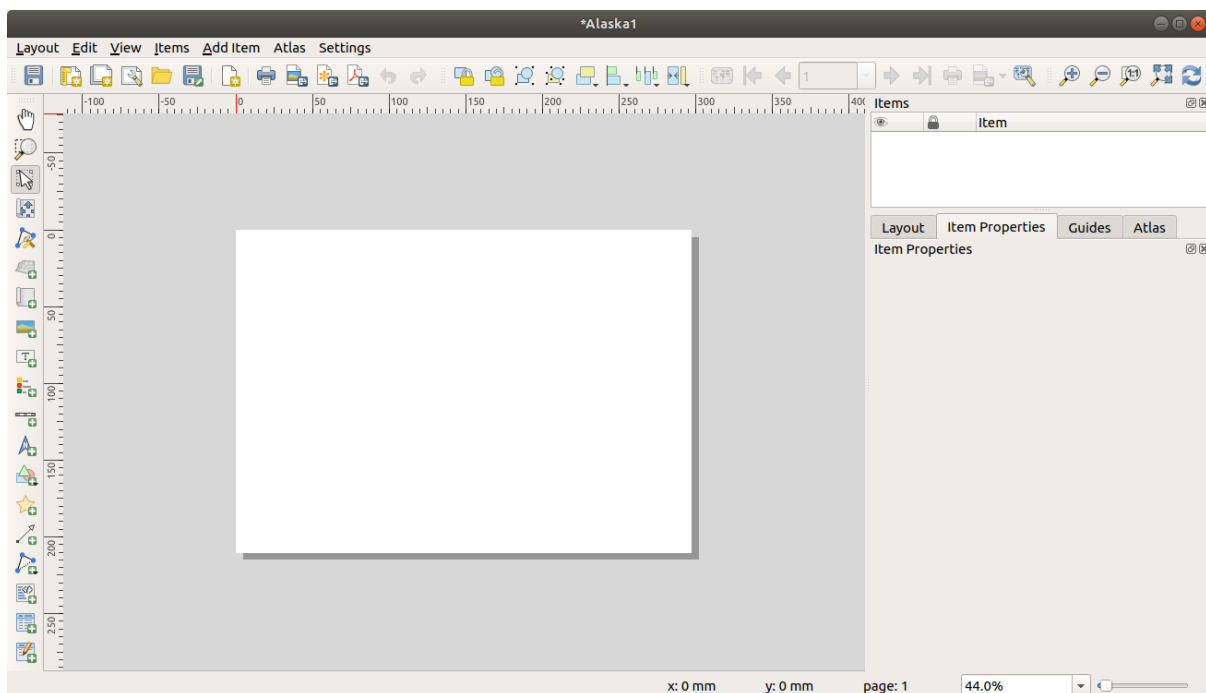 *Alaska1
Layout Edit View Items Add Item Atlas Settings
1
-100 -50 0 50 100 150 200 250 300 350 400
Items
Item
-50
0
50
100
150
200
250
Layout Item Properties Guides Atlas
Item Properties
x: 0 mm y: 0 mm page: 1 44.0%